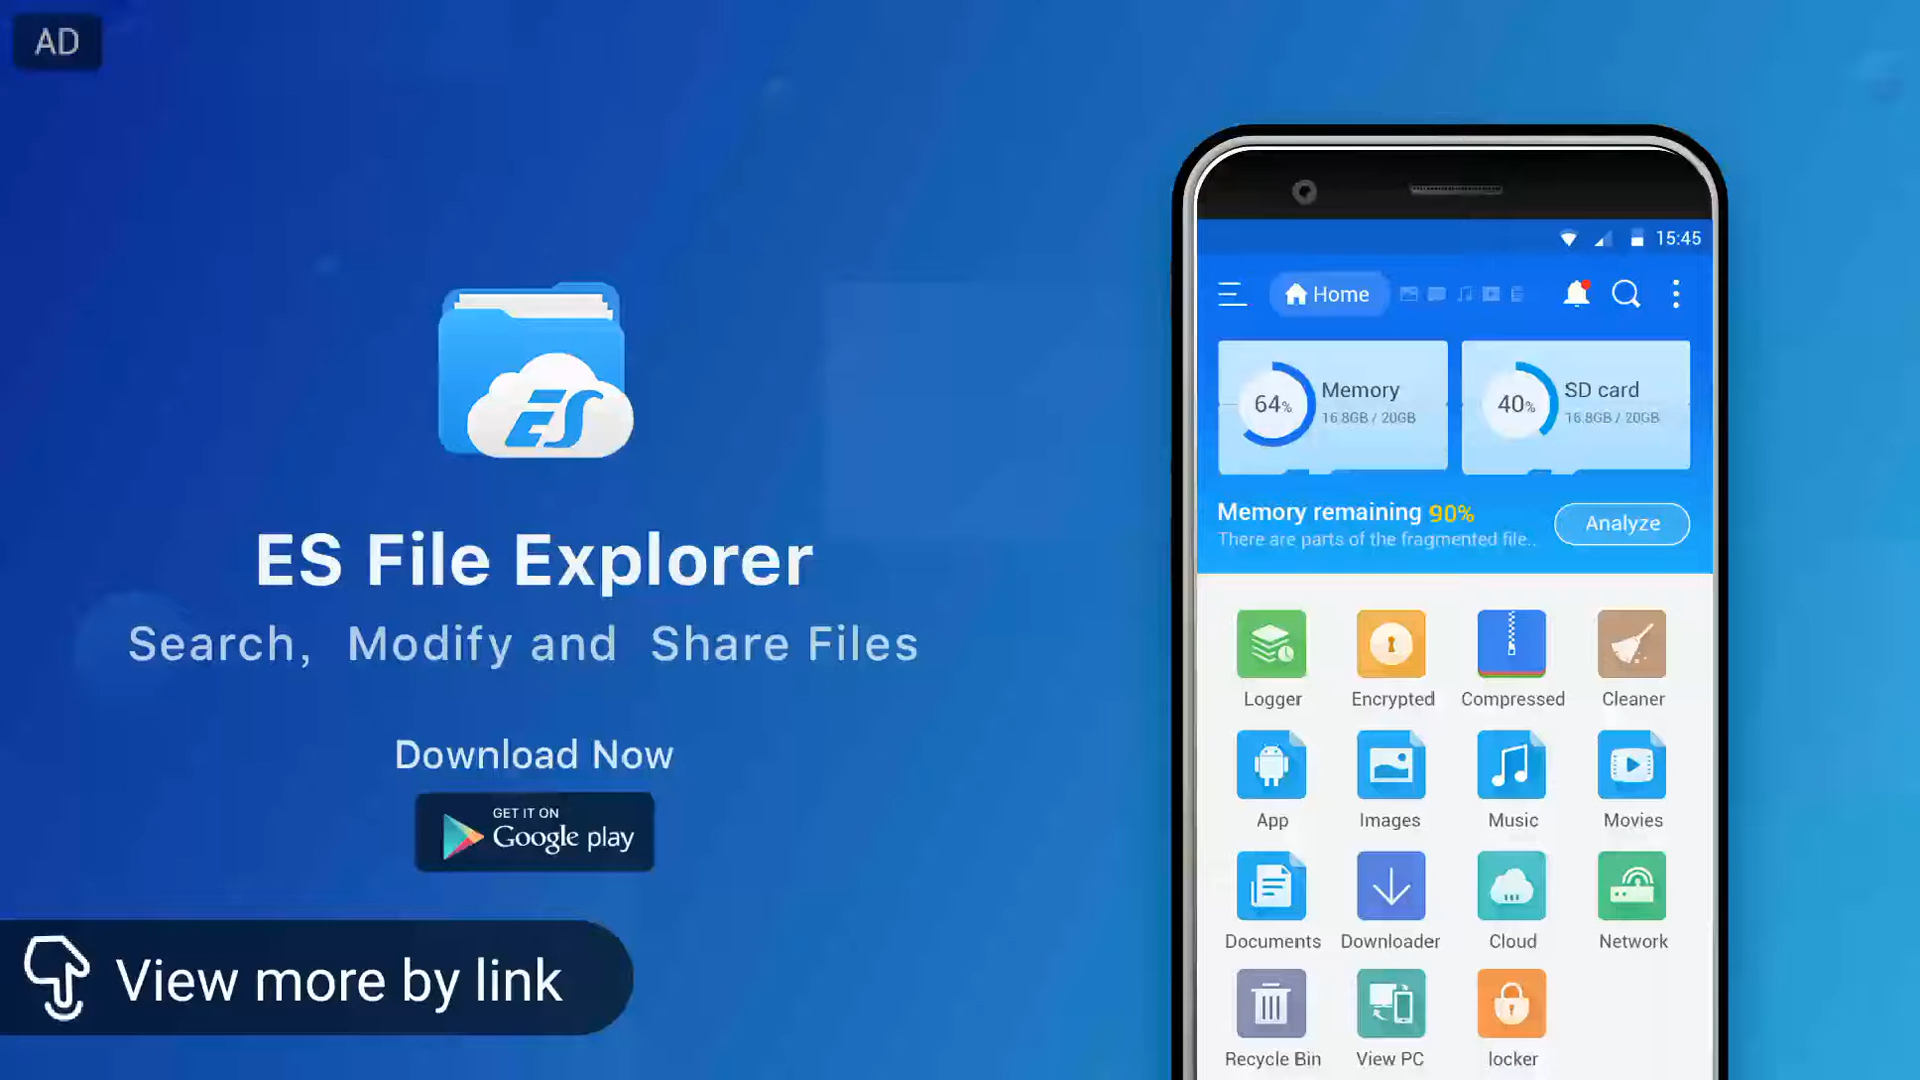 AD
ES
ES File Explorer
Search, Modify and Share Files
Download Now
GET IT ON
Google play
View more by link
15:45
Home
64%
Memory
16.8GB / 20GB
40%
SD card
16.8GB / 20GB
Memory remaining 90%
There are parts of the fragmented file..
Analyze
Logger Encrypted Compressed Cleaner
App Images Music Movies
Documents Downloader Cloud Network
Recycle Bin View PC locker